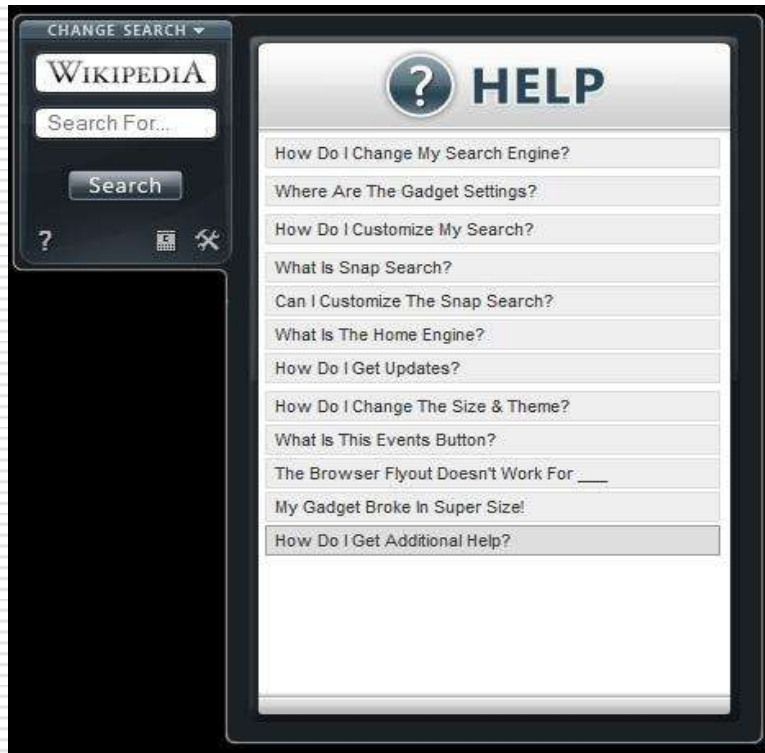 CHANGE SEARCH
WIKIPEDIA
Search For...
Search
?
? HELP
How Do I Change My Search Engine?
Where Are The Gadget Settings?
How Do I Customize My Search?
What Is Snap Search?
Can I Customize The Snap Search?
What Is The Home Engine?
How Do I Get Updates?
How Do I Change The Size & Theme?
What Is This Events Button?
The Browser Flyout Doesn't Work For ___
My Gadget Broke In Super Size!
How Do I Get Additional Help?